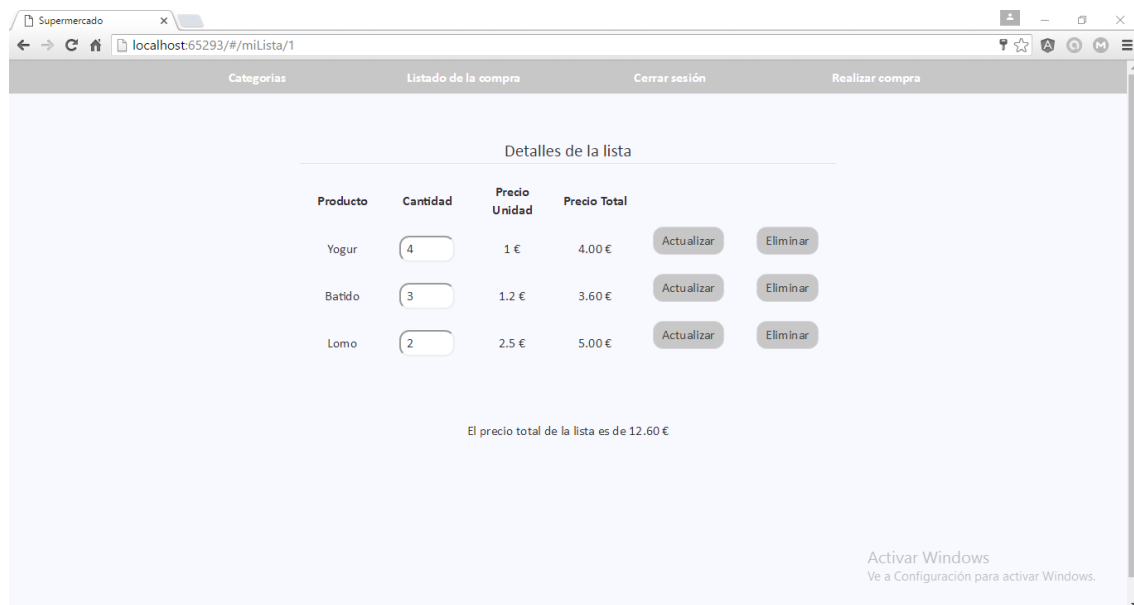 Supermercado
localhost:65293/#/miLista/1
Categorias Listado de la compra Cerrar sesión Realizar compra
Detalles de la lista
Producto Cantidad Precio Unidad Precio Total
Yogur 4 1 € 4.00 € Actualizar Eliminar
Batido 3 1.2 € 3.60 € Actualizar Eliminar
Lomo 2 2.5 € 5.00 € Actualizar Eliminar
El precio total de la lista es de 12.60 €
Activar Windows
Ve a Configuración para activar Windows.